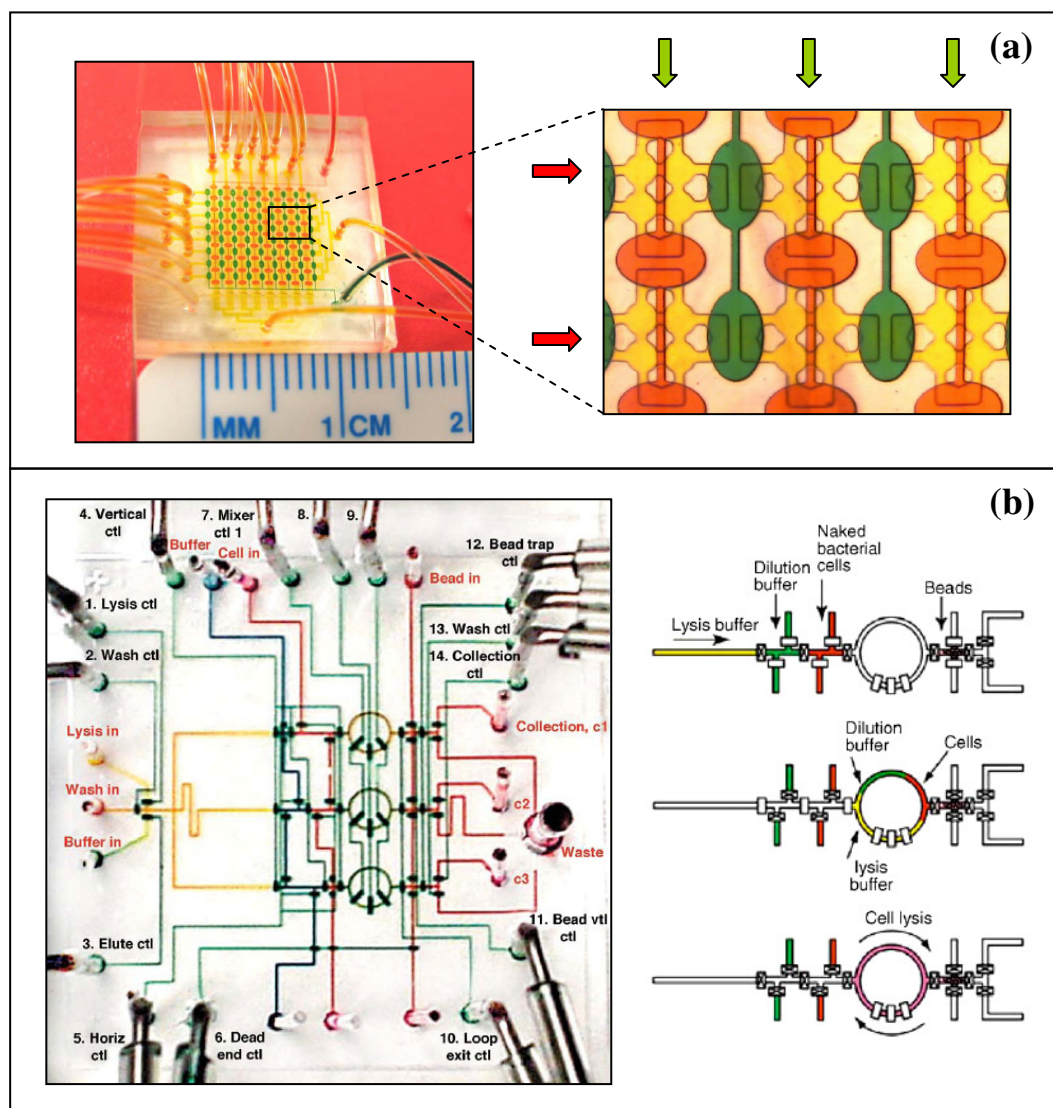 (a)
MM
1
CM
2
(b)
4. Vertical
ctl
7. Mixer
ctl 1
8.
9.
Buffer
Cell in
12. Bead trap
ctl
Bead in
1. Lysis ctl
13. Wash ctl
2. Wash ctl
14. Collection
ctl
Lysis in
Collection, c1
Wash in
c2
Buffer in
Waste
c3
11. Bead vtl
ctl
3. Elute ctl
5. Horiz
ctl
6. Dead
end ctl
10. Loop
exit ctl
Naked
bacterial
cells
Dilution
buffer
Beads
Lysis buffer
Dilution
buffer
Cells
lysis
buffer
Cell lysis